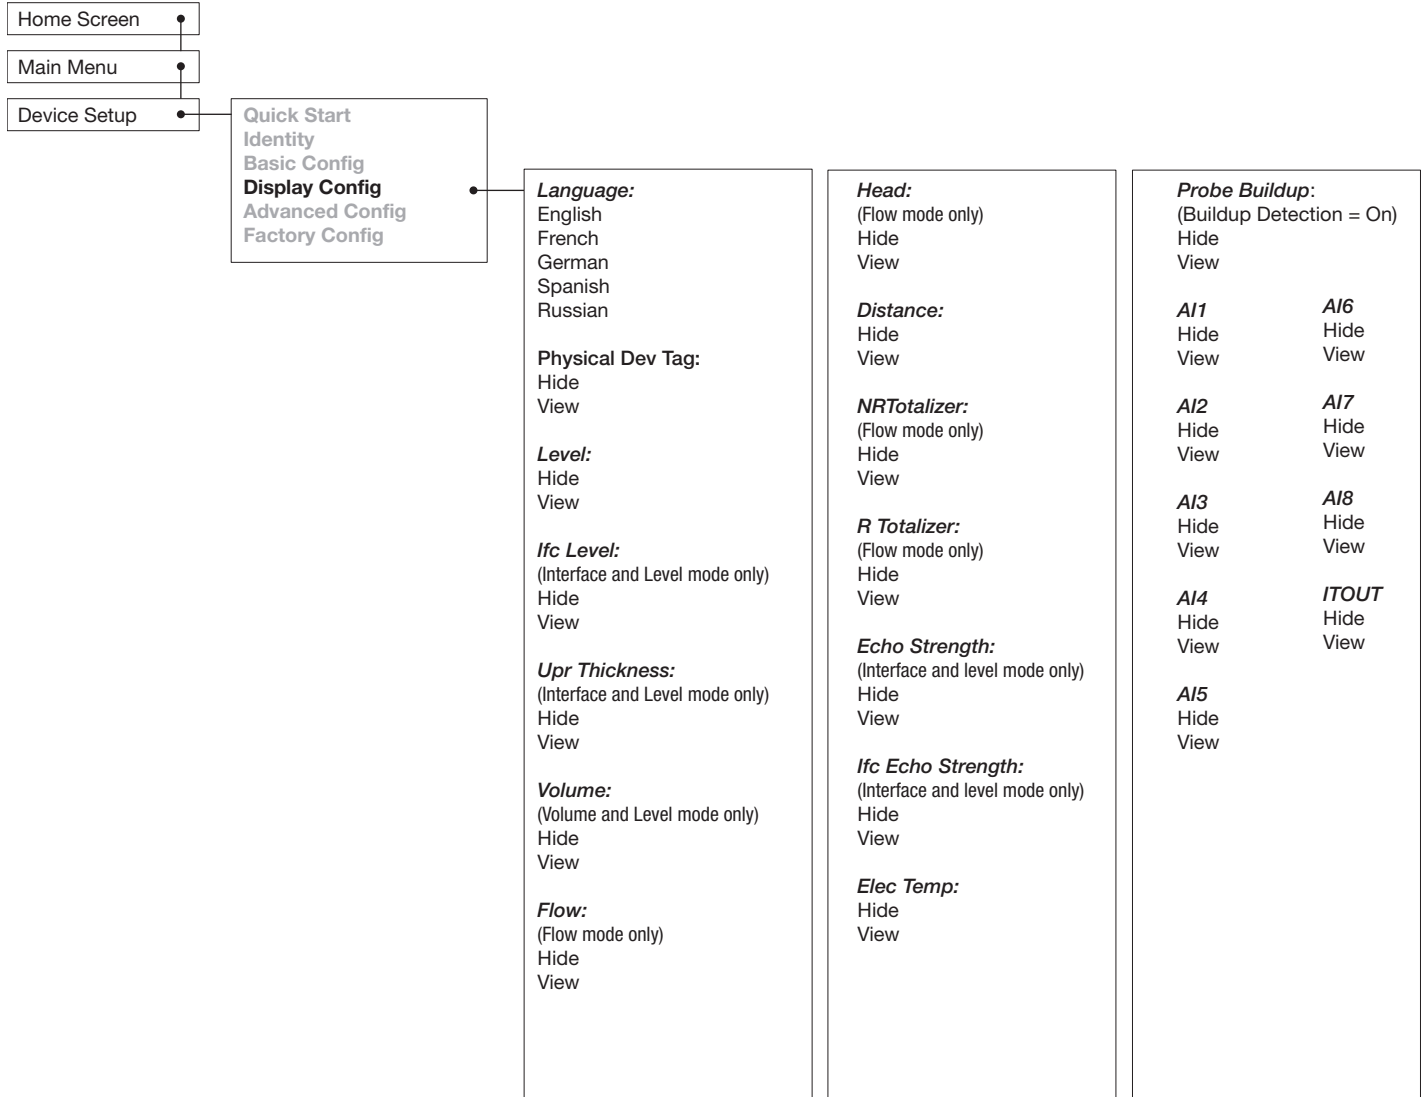 Home Screen
Main Menu
Device Setup
Quick Start
Identity
Basic Config
Display Config
Advanced Config
Factory Config
Language:
English
French
German
Spanish
Russian
Physical Dev Tag:
Hide
View
Level:
Hide
View
Ifc Level:
(Interface and Level mode only)
Hide
View
Upr Thickness:
(Interface and Level mode only)
Hide
View
Volume:
(Volume and Level mode only)
Hide
View
Flow:
(Flow mode only)
Hide
View
Head:
(Flow mode only)
Hide
View
Distance:
Hide
View
NRTotalizer:
(Flow mode only)
Hide
View
R Totalizer:
(Flow mode only)
Hide
View
Echo Strength:
(Interface and level mode only)
Hide
View
Ifc Echo Strength:
(Interface and level mode only)
Hide
View
Elec Temp:
Hide
View
Probe Buildup:
(Buildup Detection = On)
Hide
View
AI1
Hide
View
AI2
Hide
View
AI3
Hide
View
AI4
Hide
View
AI5
Hide
View
AI6
Hide
View
AI7
Hide
View
AI8
Hide
View
ITOUT
Hide
View